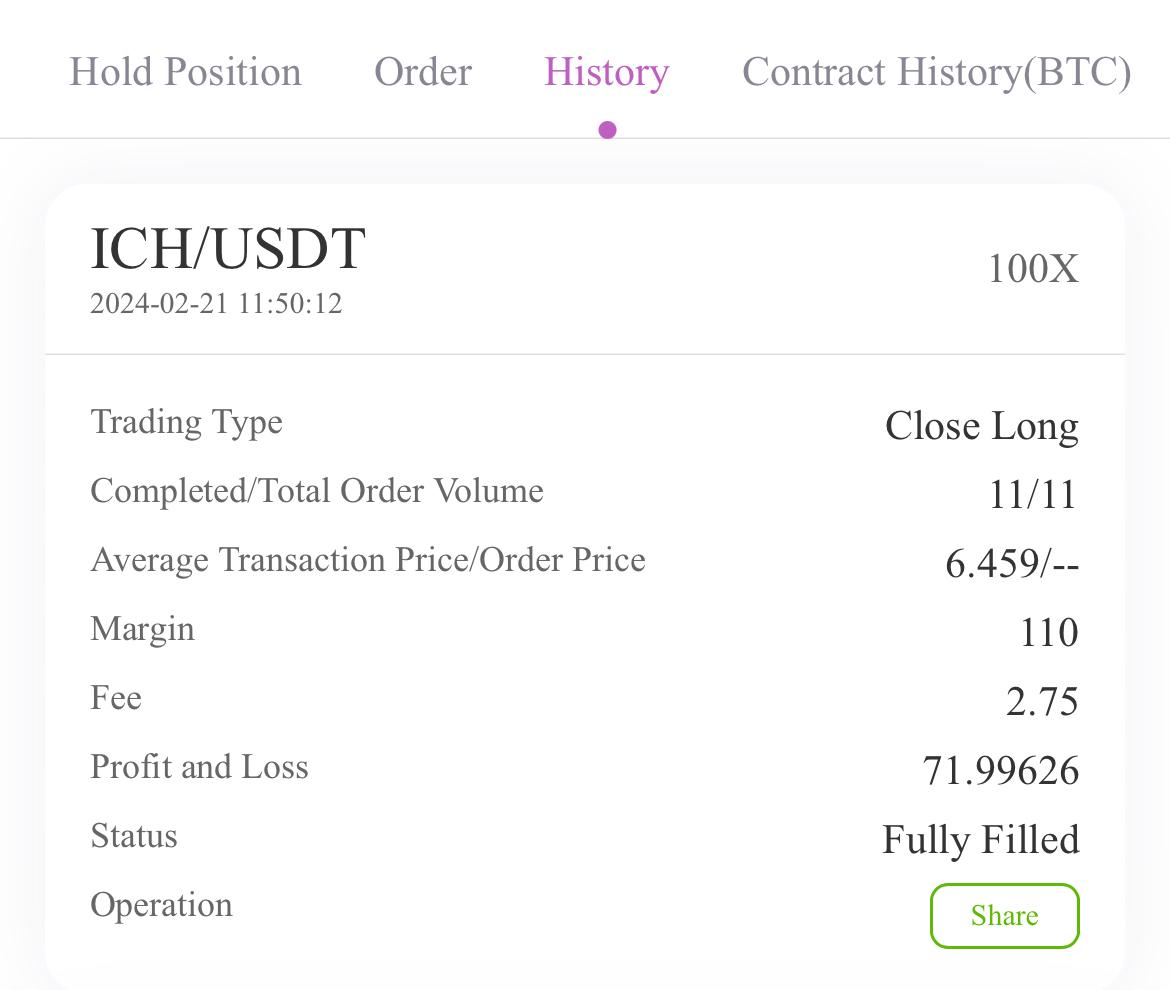 Hold Position Order History Contract History(BTC)
ICH/USDT
100X
2024-02-21 11:50:12
Trading Type Close Long
Completed/Total Order Volume 11/11
Average Transaction Price/Order Price 6.459/--
Margin 110
Fee 2.75
Profit and Loss 71.99626
Status Fully Filled
Operation Share